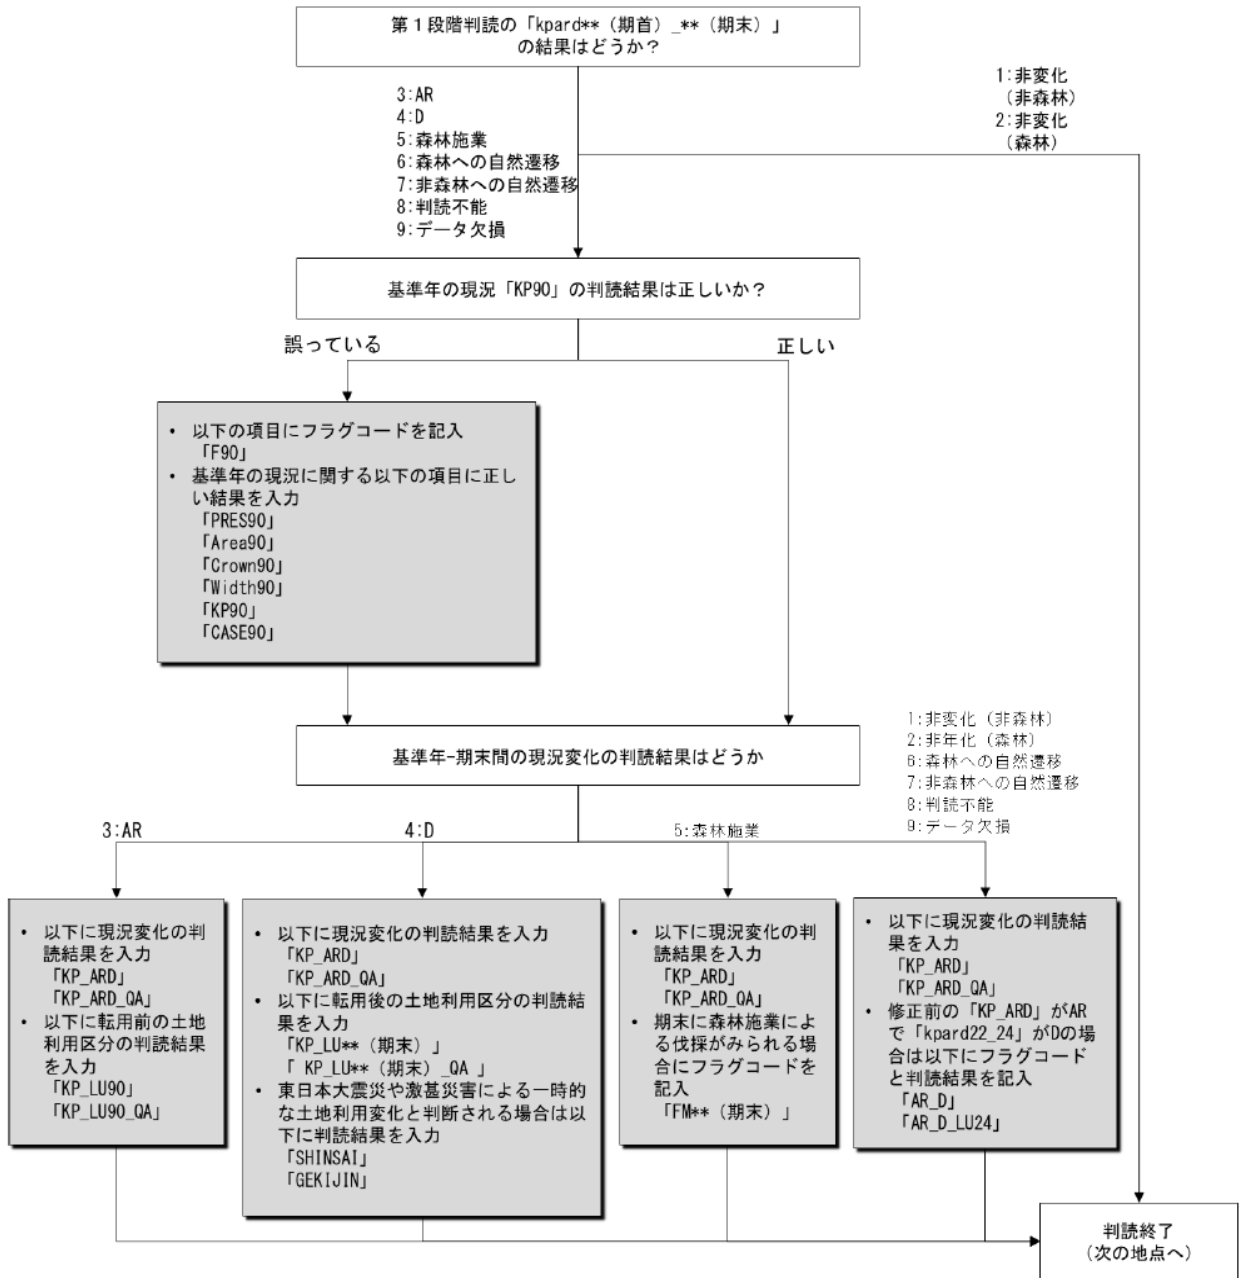 第１段階判読の「kpard**（期首）_**（期末）」
の結果はどうか？
1:非変化
（非森林）
2:非変化
（森林）
3:AR
4:D
5:森林施業
6:森林への自然遷移
7:非森林への自然遷移
8:判読不能
9:データ欠損
基準年の現況「KP90」の判読結果は正しいか？
誤っている
正しい
・ 以下の項目にフラグコードを記入
「F90」
・ 基準年の現況に関する以下の項目に正し
い結果を入力
「PRES90」
「Area90」
「Crown90」
「Width90」
「KP90」
「CASE90」
基準年-期末間の現況変化の判読結果はどうか
1:非変化（非森林）
2:非年化（森林）
6:森林への自然遷移
7:非森林への自然遷移
8:判読不能
9:データ欠損
3:AR
4:D
5:森林施業
・ 以下に現況変化の判
読結果を入力
「KP_ARD」
「KP_ARD_QA」
・ 以下に転用前の土地
利用区分の判読結果
を入力
「KP_LU90」
「KP_LU90_QA」
・ 以下に現況変化の判読結果を入力
「KP_ARD」
「KP_ARD_QA」
・ 以下に転用後の土地利用区分の判読結
果を入力
「KP_LU**（期末）」
「 KP_LU**（期末）_QA 」
・ 東日本大震災や激甚災害による一時的
な土地利用変化と判断される場合は以
下に判読結果を入力
「SHINSAI」
「GEKIJIN」
・ 以下に現況変化の判
読結果を入力
「KP_ARD」
「KP_ARD_QA」
・ 期末に森林施業によ
る伐採がみられる場
合にフラグコードを
記入
「FM**（期末）」
・ 以下に現況変化の判読結
果を入力
「KP_ARD」
「KP_ARD_QA」
・ 修正前の「KP_ARD」がAR
で「kpard22_24」がDの場
合は以下にフラグコード
と判読結果を記入
「AR_D」
「AR_D_LU24」
判読終了
（次の地点へ）